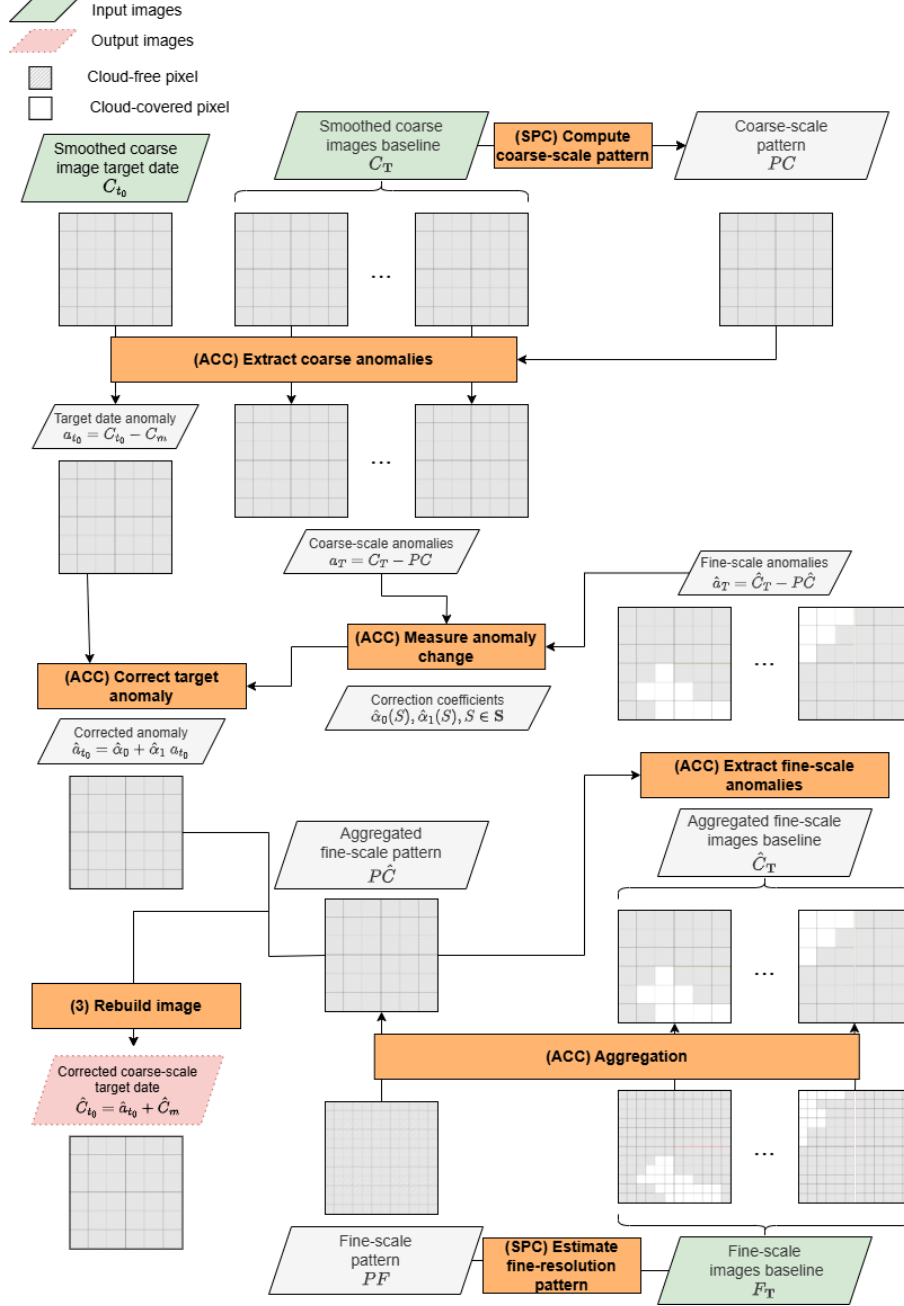 Input images
Output images
Cloud-free pixel
Cloud-covered pixel
Smoothed coarse
image target date
C_{t_0}
Smoothed coarse
images baseline
C_T
(SPC) Compute
coarse-scale pattern
Coarse-scale
pattern
PC
...
(ACC) Extract coarse anomalies
Target date anomaly
a_{t_0} = C_{t_0} − C_m
...
Coarse-scale anomalies
a_T = C_T − PC
Fine-scale anomalies
â_T = Ĉ_T − PĈ
(ACC) Measure anomaly
change
...
(ACC) Correct target
anomaly
Correction coefficients
α̂_0(S), α̂_1(S), S ∈ S
Corrected anomaly
â_{t_0} = α̂_0 + α̂_1 a_{t_0}
(ACC) Extract fine-scale
anomalies
Aggregated
fine-scale pattern
PĈ
Aggregated fine-scale
images baseline
Ĉ_T
...
(3) Rebuild image
(ACC) Aggregation
Corrected coarse-scale
target date
Ĉ_{t_0} = â_{t_0} + Ĉ_m
...
Fine-scale
pattern
PF
(SPC) Estimate
fine-resolution
pattern
Fine-scale
images baseline
F_T